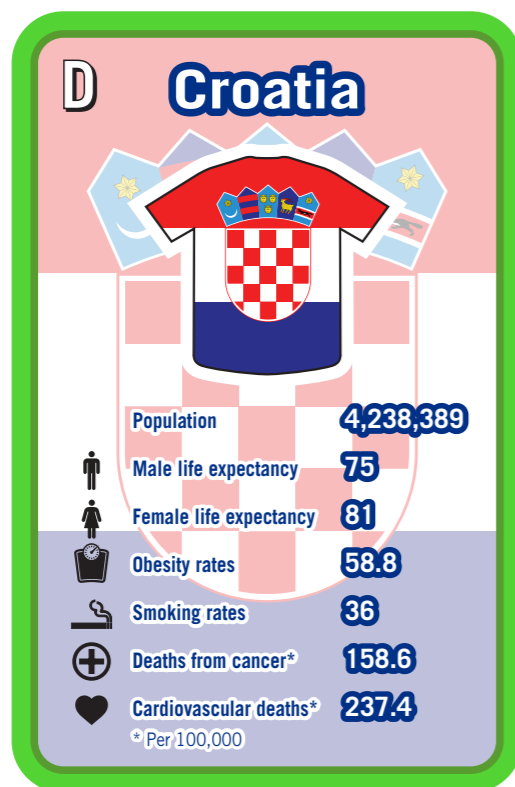 D
Croatia
Population 4,238,389
Male life expectancy 75
Female life expectancy 81
Obesity rates 58.8
Smoking rates 36
Deaths from cancer* 158.6
Cardiovascular deaths* 237.4
* Per 100,000